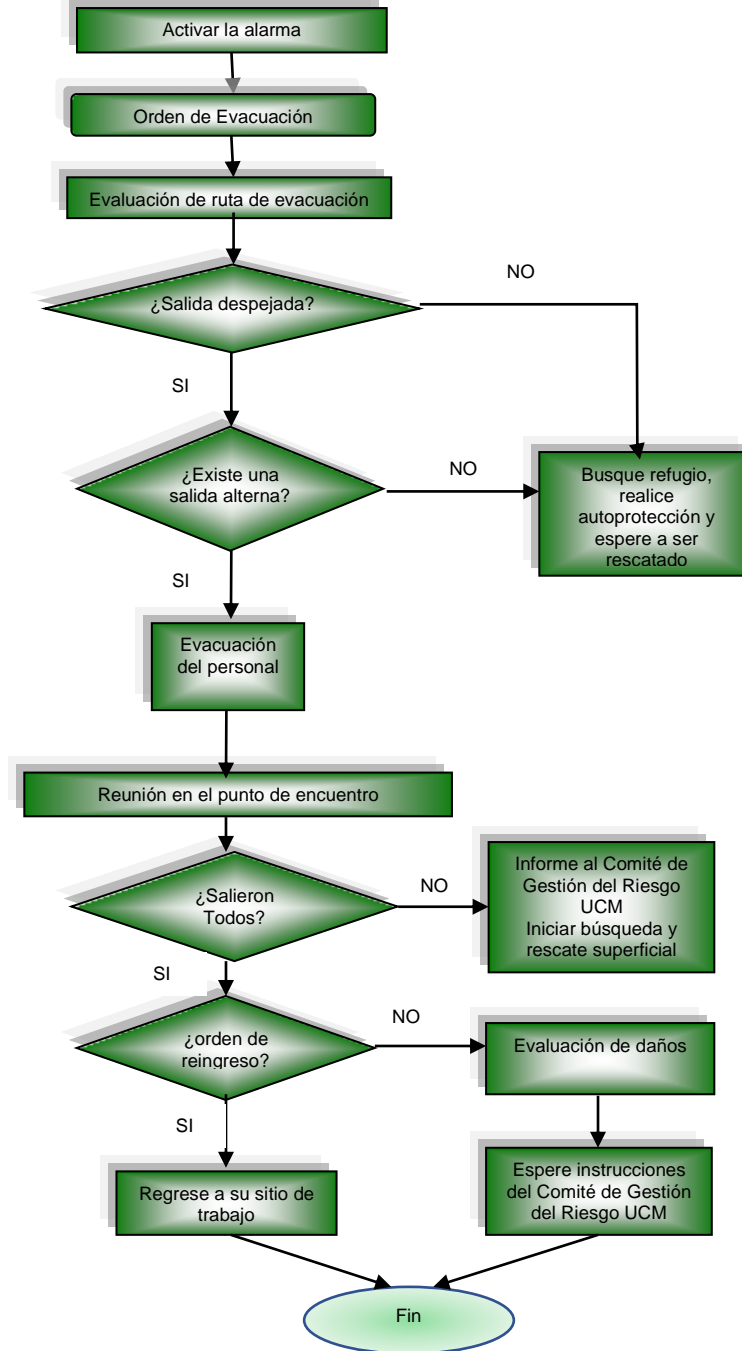 Activar la alarma
Orden de Evacuación
Evaluación de ruta de evacuación
¿Salida despejada?
NO
SI
¿Existe una
salida alterna?
NO
Busque refugio,
realice
autoprotección y
espere a ser
rescatado
SI
Evacuación
del personal
Reunión en el punto de encuentro
¿Salieron
Todos?
NO
Informe al Comité de
Gestión del Riesgo
UCM
Iniciar búsqueda y
rescate superficial
SI
¿orden de
reingreso?
NO
Evaluación de daños
SI
Regrese a su sitio de
trabajo
Espere instrucciones
del Comité de Gestión
del Riesgo UCM
Fin